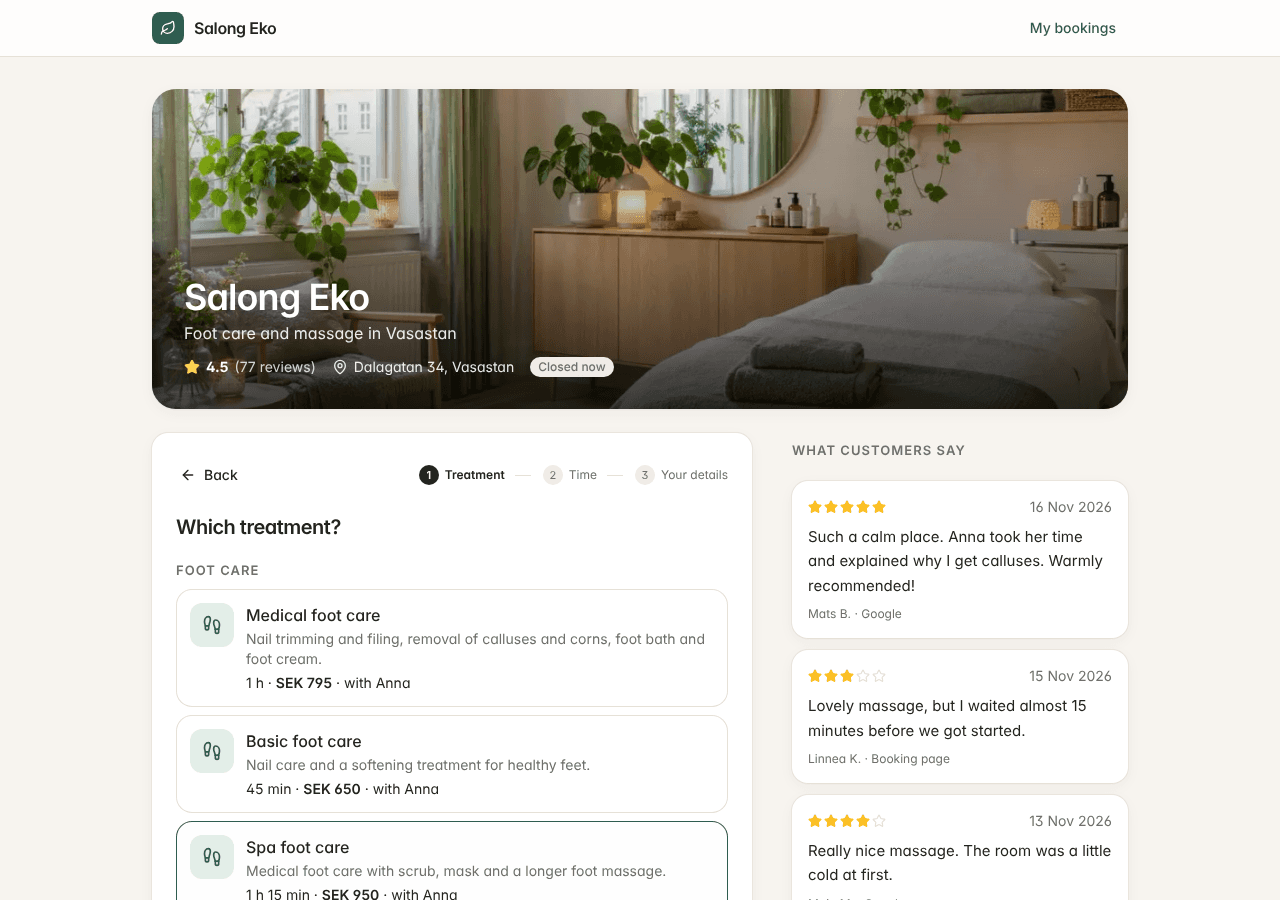 Salong Eko
My bookings
Salong Eko
Foot care and massage in Vasastan
4.5 (77 reviews) Dalagatan 34, Vasastan Closed now
Back
1 Treatment 2 Time 3 Your details
Which treatment?
FOOT CARE
Medical foot care
Nail trimming and filing, removal of calluses and corns, foot bath and
foot cream.
1 h · SEK 795 · with Anna
Basic foot care
Nail care and a softening treatment for healthy feet.
45 min · SEK 650 · with Anna
Spa foot care
Medical foot care with scrub, mask and a longer foot massage.
1 h 15 min · SEK 950 · with Anna
WHAT CUSTOMERS SAY
16 Nov 2026
Such a calm place. Anna took her time
and explained why I get calluses. Warmly
recommended!
Mats B. · Google
15 Nov 2026
Lovely massage, but I waited almost 15
minutes before we got started.
Linnea K. · Booking page
13 Nov 2026
Really nice massage. The room was a little
cold at first.